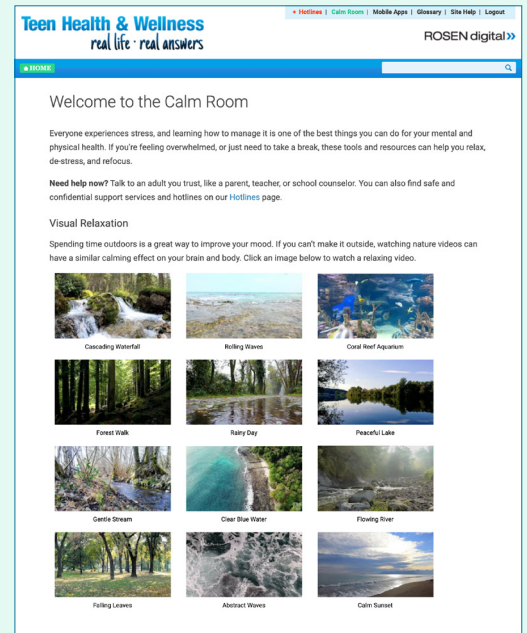 + Hotlines | Calm Room | Mobile Apps | Glossary | Site Help | Logout
Teen Health & Wellness
real life · real answers
ROSEN digital»
HOME
Welcome to the Calm Room
Everyone experiences stress, and learning how to manage it is one of the best things you can do for your mental and
physical health. If you're feeling overwhelmed, or just need to take a break, these tools and resources can help you relax,
de-stress, and refocus.
Need help now? Talk to an adult you trust, like a parent, teacher, or school counselor. You can also find safe and
confidential support services and hotlines on our Hotlines page.
Visual Relaxation
Spending time outdoors is a great way to improve your mood. If you can't make it outside, watching nature videos can
have a similar calming effect on your brain and body. Click an image below to watch a relaxing video.
Cascading Waterfall Rolling Waves Coral Reef Aquarium
Forest Walk Rainy Day Peaceful Lake
Gentle Stream Clear Blue Water Flowing River
Falling Leaves Abstract Waves Calm Sunset